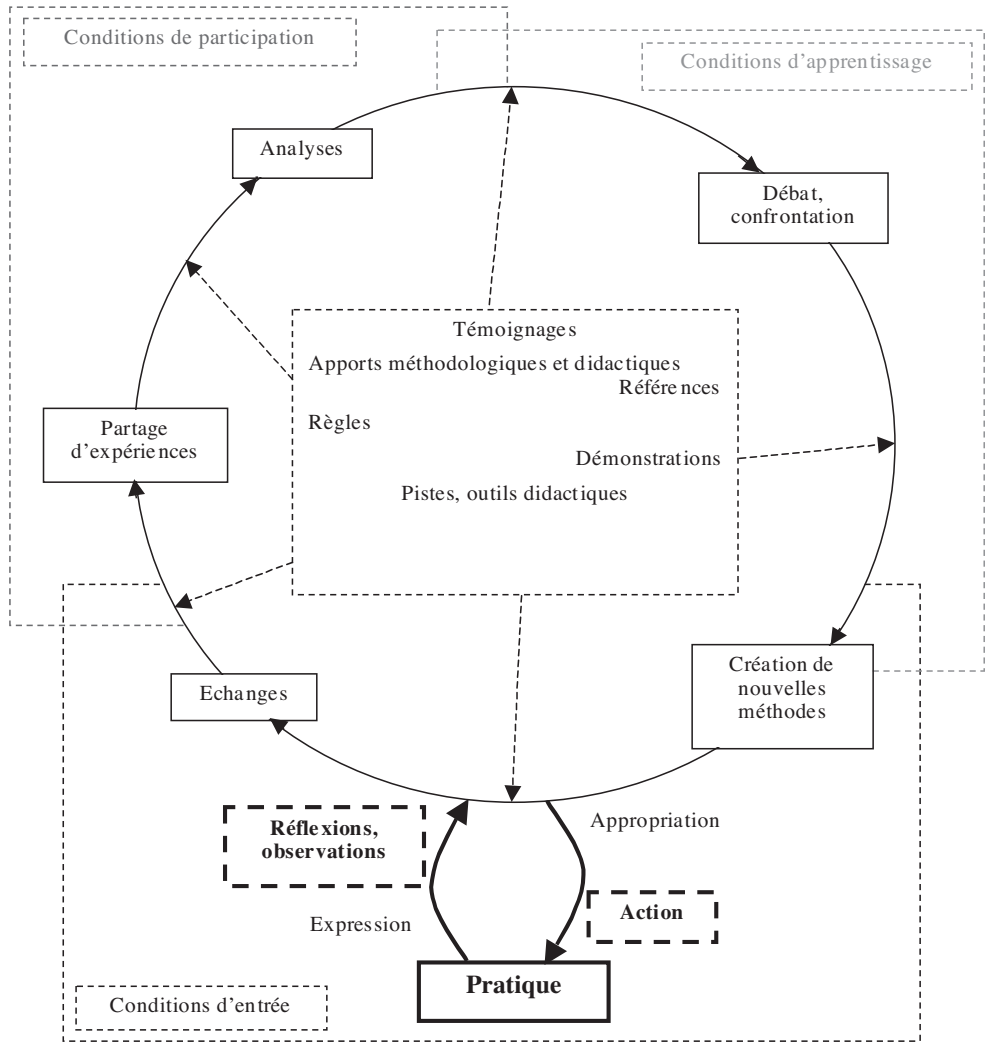 Conditions de participation
Conditions d'apprentissage
Analyses
Débat,
confrontation
Témoignages
Apports méthodologiques et didactiques
Références
Règles
Partage
d'expériences
Démonstrations
Pistes, outils didactiques
Echanges
Création de
nouvelles
méthodes
Réflexions,
observations
Appropriation
Expression
Action
Pratique
Conditions d'entrée